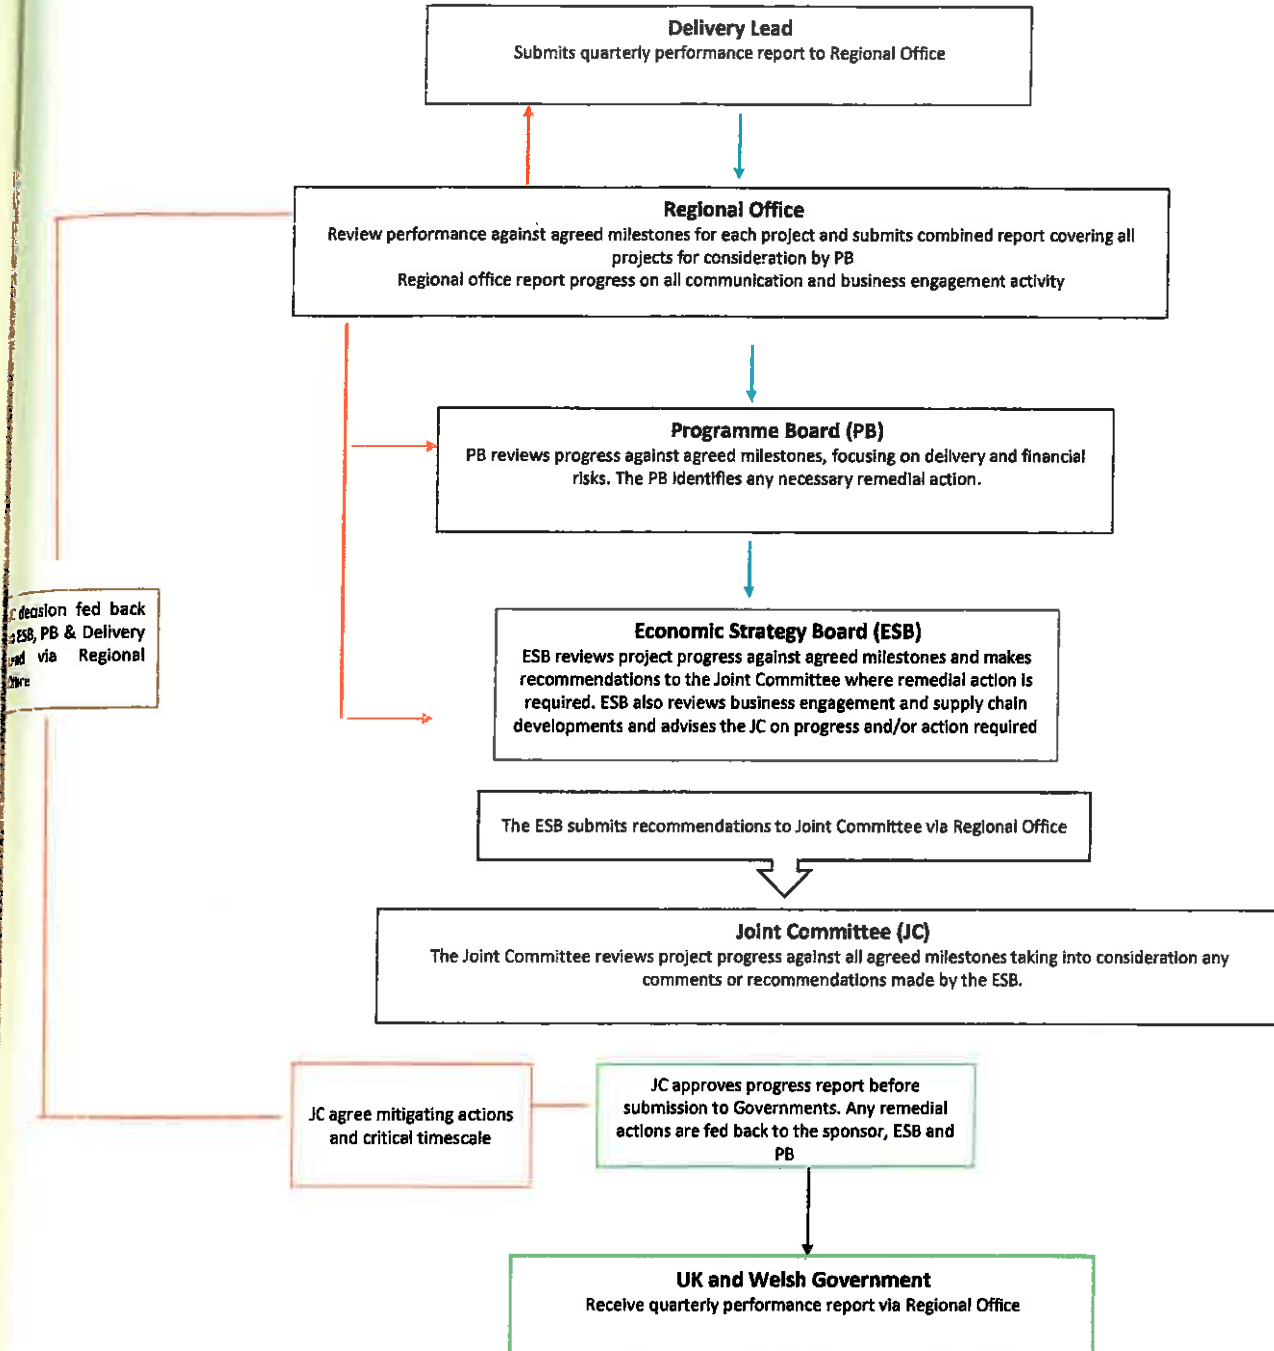 Delivery Lead
Submits quarterly performance report to Regional Office
Regional Office
Review performance against agreed milestones for each project and submits combined report covering all
projects for consideration by PB
Regional office report progress on all communication and business engagement activity
Programme Board (PB)
PB reviews progress against agreed milestones, focusing on delivery and financial
risks. The PB identifies any necessary remedial action.
decision fed back
ESB, PB & Delivery
via Regional
Economic Strategy Board (ESB)
ESB reviews project progress against agreed milestones and makes
recommendations to the Joint Committee where remedial action is
required. ESB also reviews business engagement and supply chain
developments and advises the JC on progress and/or action required
The ESB submits recommendations to Joint Committee via Regional Office
Joint Committee (JC)
The Joint Committee reviews project progress against all agreed milestones taking into consideration any
comments or recommendations made by the ESB.
JC agree mitigating actions
and critical timescale
JC approves progress report before
submission to Governments. Any remedial
actions are fed back to the sponsor, ESB and
PB
UK and Welsh Government
Receive quarterly performance report via Regional Office